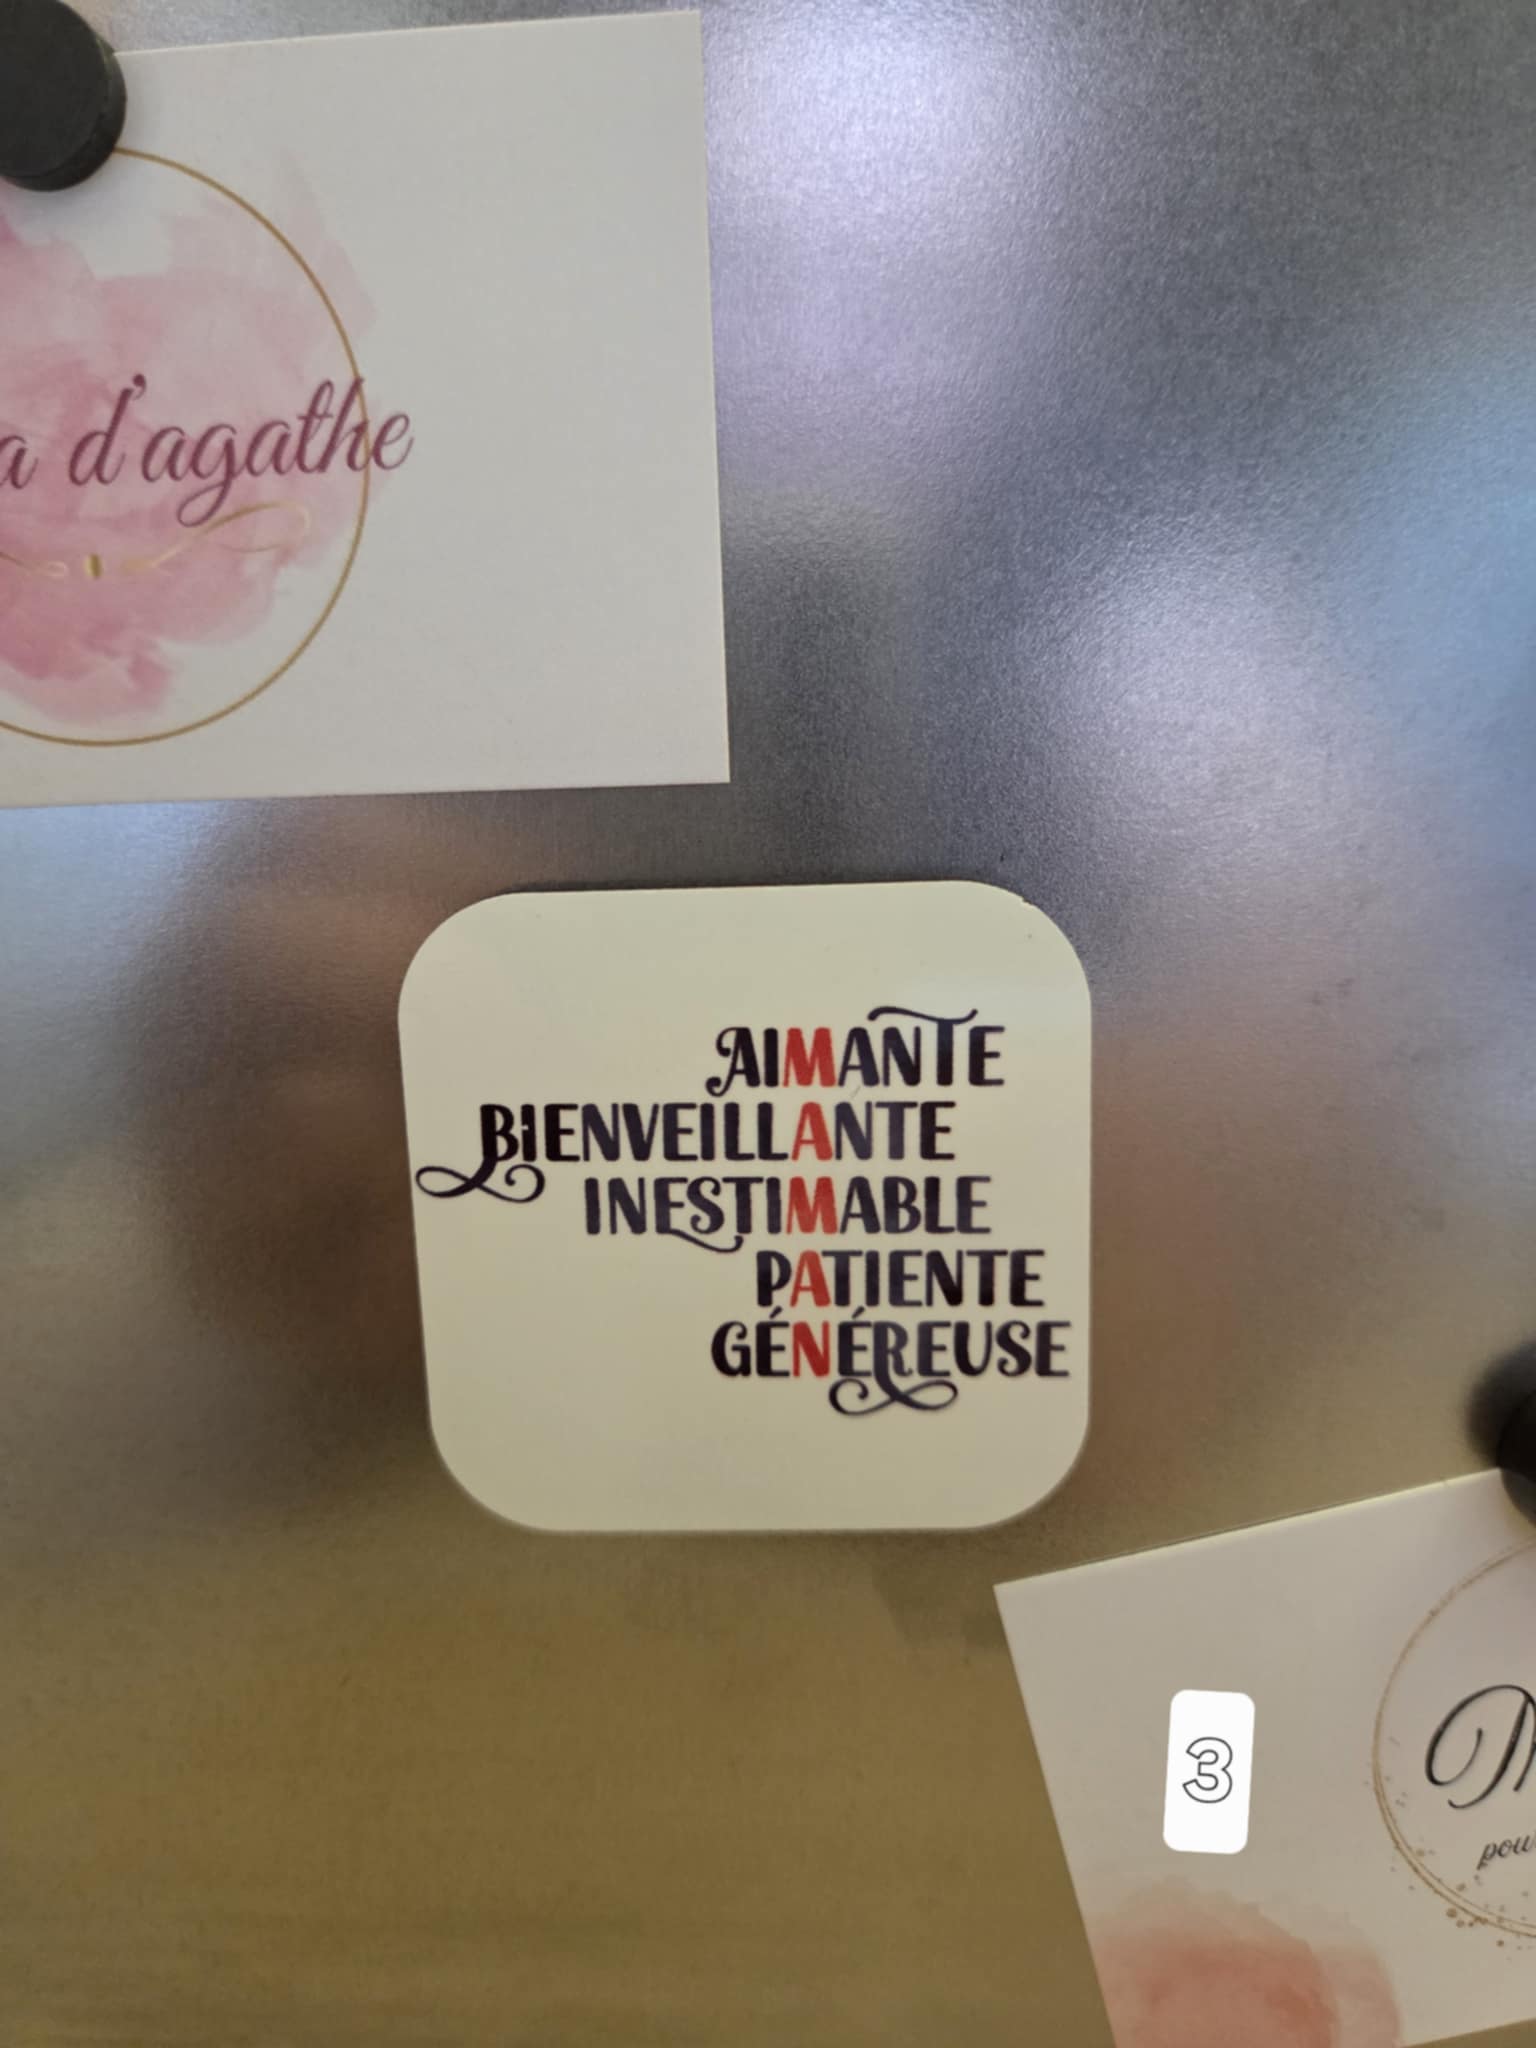 d'agathe
AIMANTE
BIENVEILLANTE
INESTIMABLE
PATIENTE
GÉNÉREUSE
3